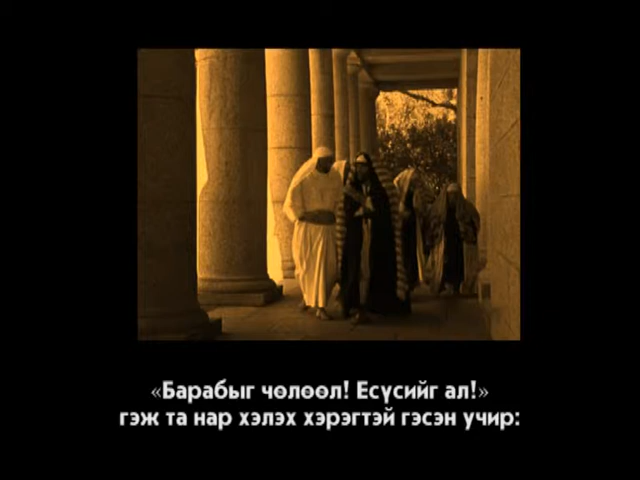 «Барабыг чөлөөл! Есүсийг ал!»
гэж та нар хэлэх хэрэгтэй гэсэн учир: